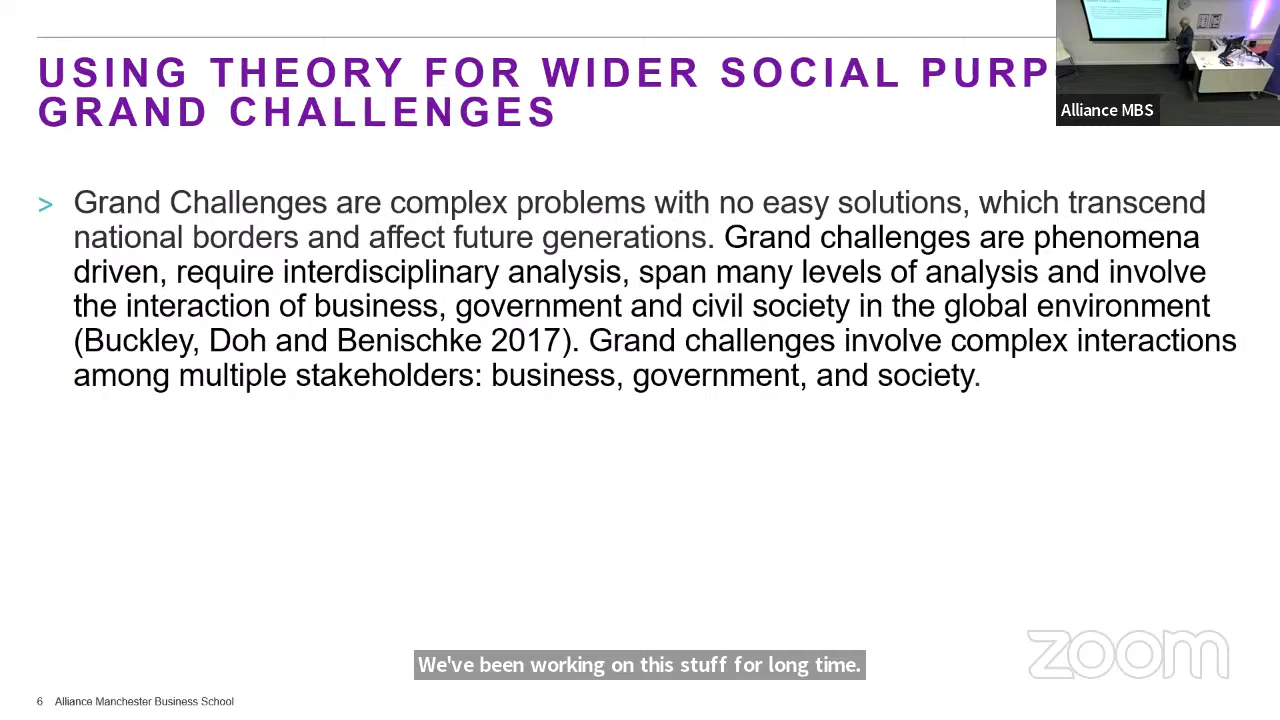 USING THEORY FOR WIDER SOCIAL PURP
GRAND CHALLENGES
Alliance MBS
> Grand Challenges are complex problems with no easy solutions, which transcend
national borders and affect future generations. Grand challenges are phenomena
driven, require interdisciplinary analysis, span many levels of analysis and involve
the interaction of business, government and civil society in the global environment
(Buckley, Doh and Benischke 2017). Grand challenges involve complex interactions
among multiple stakeholders: business, government, and society.
zoom
We've been working on this stuff for long time.
6 Alliance Manchester Business School